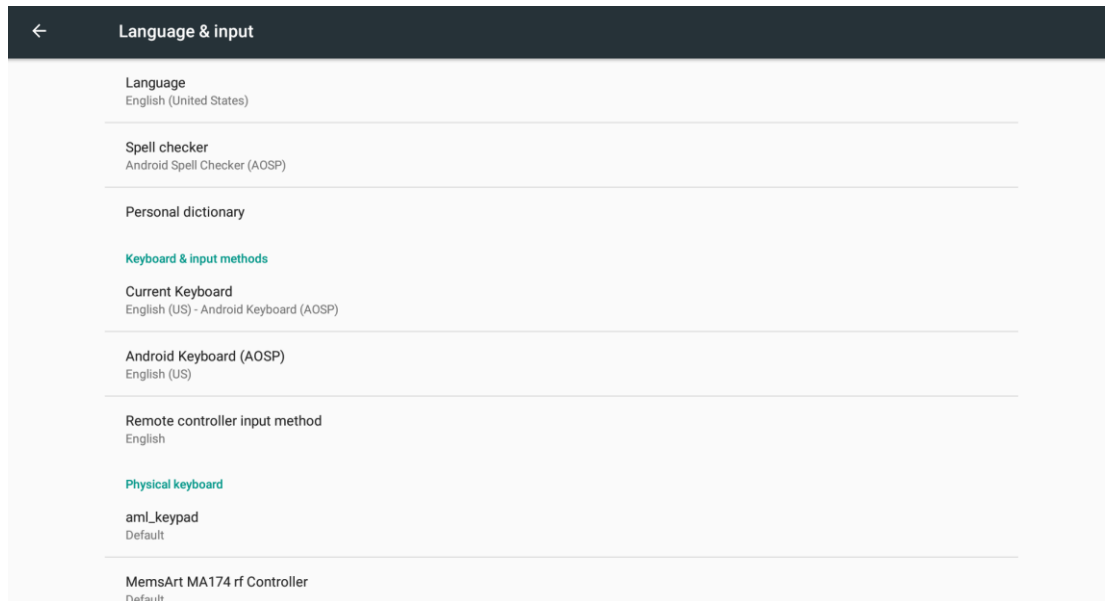 Language & input
Language
English (United States)
Spell checker
Android Spell Checker (AOSP)
Personal dictionary
Keyboard & input methods
Current Keyboard
English (US) - Android Keyboard (AOSP)
Android Keyboard (AOSP)
English (US)
Remote controller input method
English
Physical keyboard
aml_keypad
Default
MemsArt MA174 rf Controller
Default